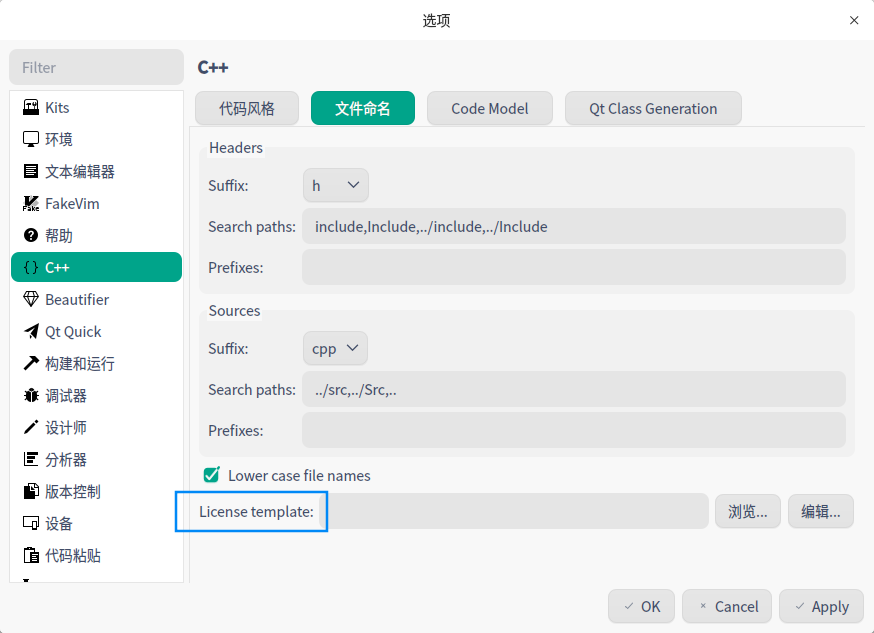 选项
Filter
Kits
环境
文本编辑器
FakeVim
帮助
C++
Beautifier
Qt Quick
构建和运行
调试器
设计师
分析器
版本控制
设备
代码粘贴
C++
代码风格 文件命名 Code Model Qt Class Generation
Headers
Suffix: h
Search paths: include,Include,../include,../Include
Prefixes:
Sources
Suffix: cpp
Search paths: ../src,../Src,..
Prefixes:
Lower case file names
License template: 浏览... 编辑...
OK Cancel Apply